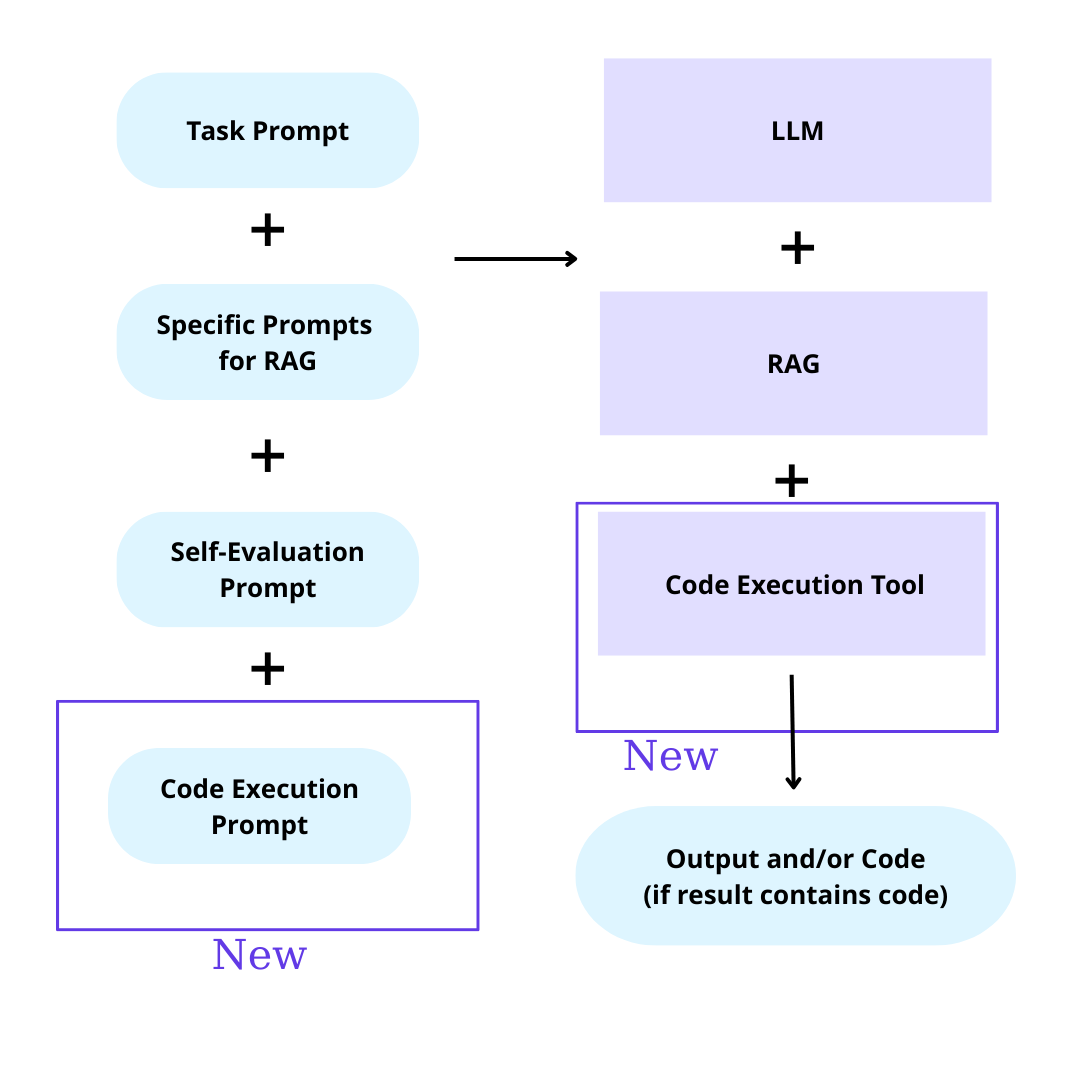 Task Prompt
+
Specific Prompts
for RAG
+
Self-Evaluation
Prompt
+
Code Execution
Prompt
New
LLM
+
RAG
+
Code Execution Tool
New
Output and/or Code
(if result contains code)